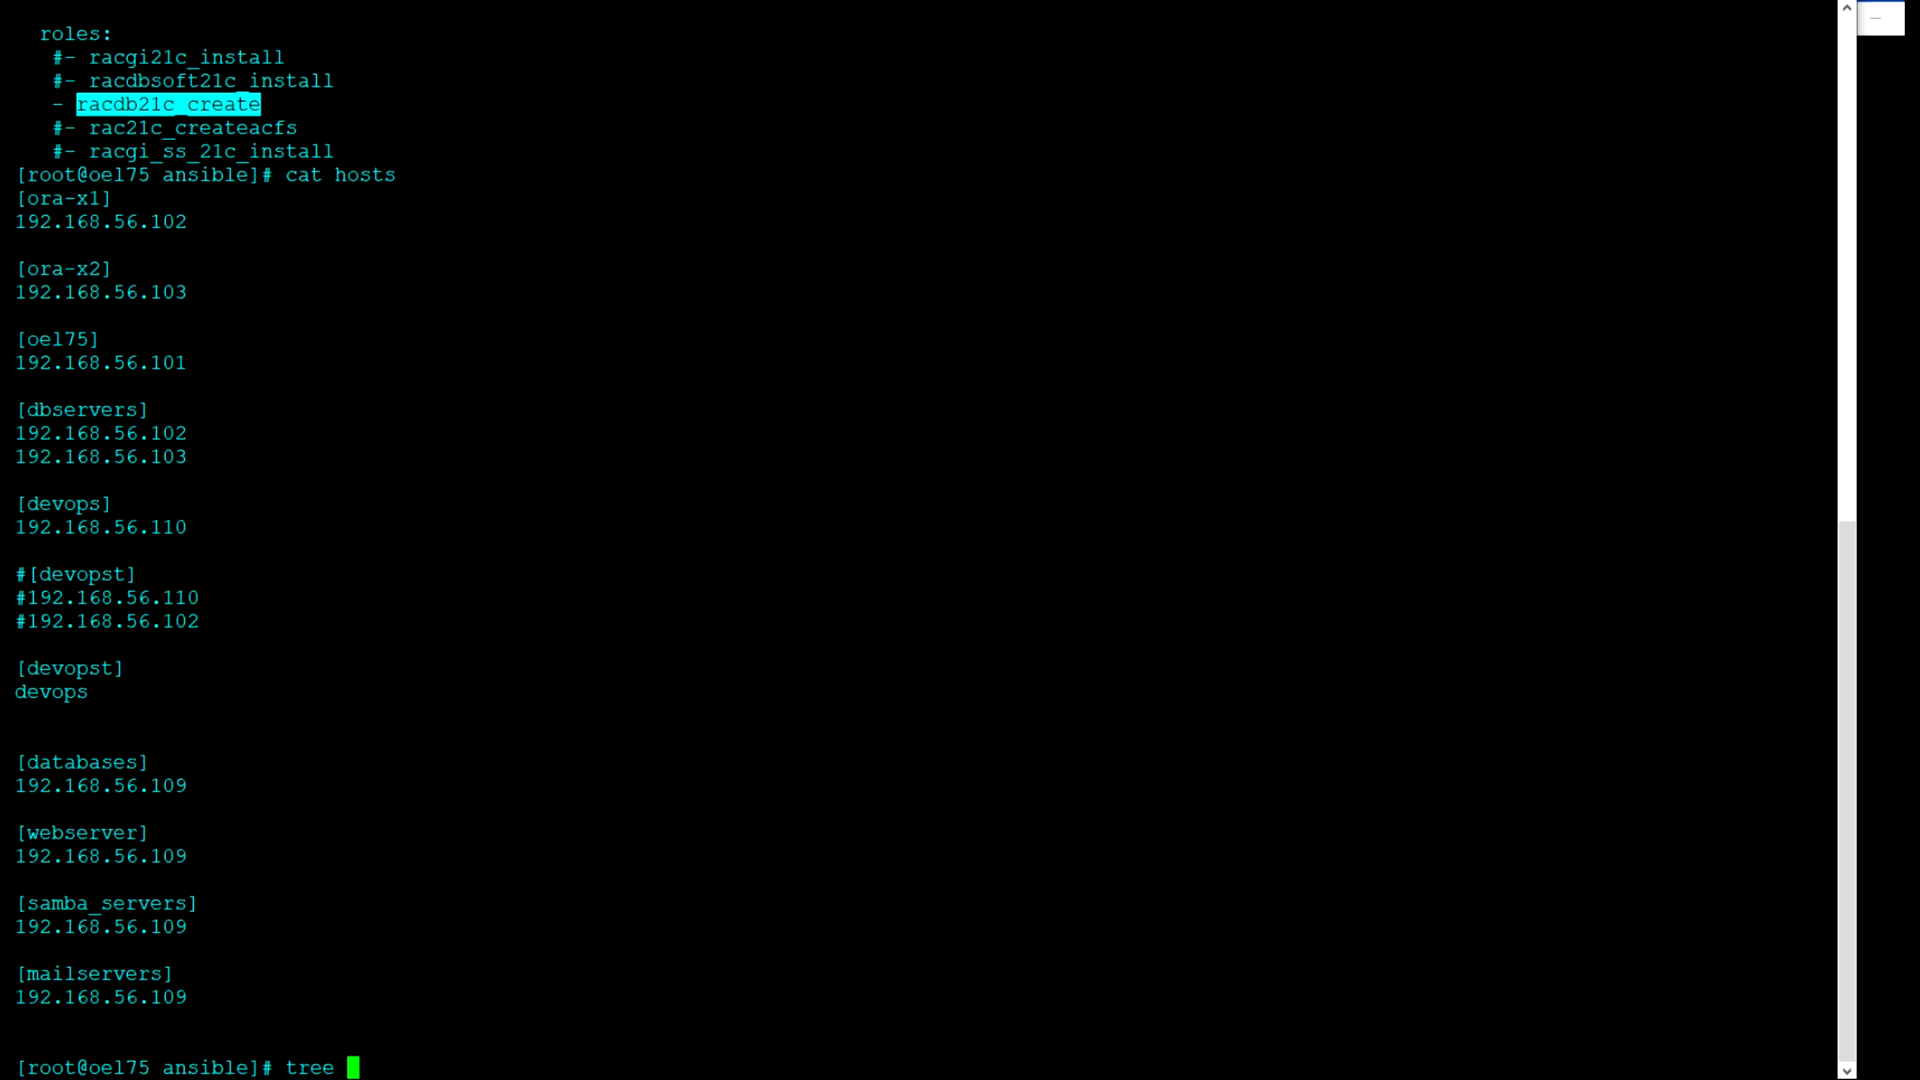 roles:
#- racgi21c_install
#- racdbsoft21c_install
- racdb21c_create
#- rac21c_createacfs
#- racgi_ss_21c_install
[root@oel75 ansible]# cat hosts
[ora-x1]
192.168.56.102
[ora-x2]
192.168.56.103
[oel75]
192.168.56.101
[dbservers]
192.168.56.102
192.168.56.103
[devops]
192.168.56.110
#[devopst]
#192.168.56.110
#192.168.56.102
[devopst]
devops
[databases]
192.168.56.109
[webserver]
192.168.56.109
[samba_servers]
192.168.56.109
[mailservers]
192.168.56.109
[root@oel75 ansible]# tree